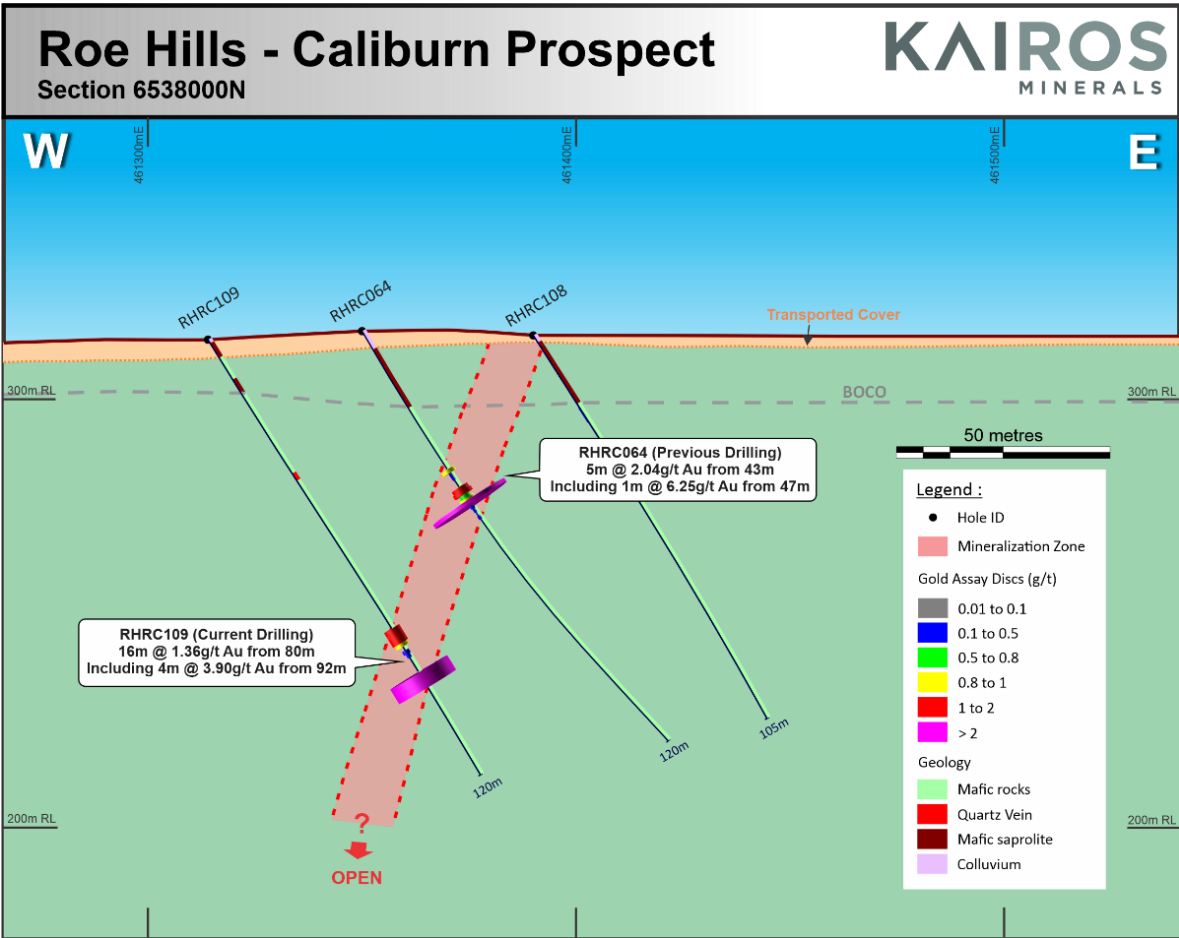 Roe Hills - Caliburn Prospect
Section 6538000N
KAIROS
MINERALS
W
461300mE
461400mE
461500mE
E
RHRC109
RHRC064
RHRC108
Transported Cover
300m RL
BOCO
300m RL
50 metres
RHRC064 (Previous Drilling)
5m @ 2.04g/t Au from 43m
Including 1m @ 6.25g/t Au from 47m
RHRC109 (Current Drilling)
16m @ 1.36g/t Au from 80m
Including 4m @ 3.90g/t Au from 92m
120m
120m
105m
200m RL
200m RL
?
OPEN
Legend :
Hole ID
Mineralization Zone
Gold Assay Discs (g/t)
0.01 to 0.1
0.1 to 0.5
0.5 to 0.8
0.8 to 1
1 to 2
> 2
Geology
Mafic rocks
Quartz Vein
Mafic saprolite
Colluvium